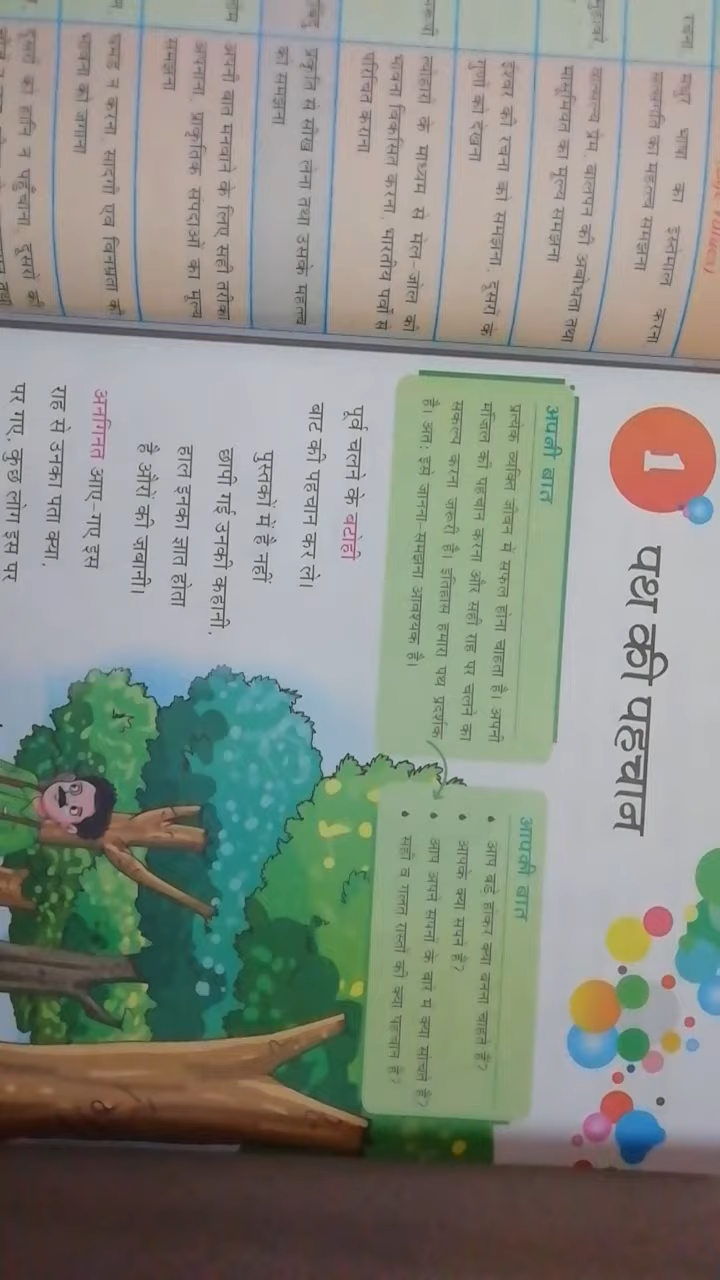 रहना
मधुर भाषा का इस्तेमाल करना
सत्संगति का महत्त्व समझना
वात्सल्य प्रेम, बालपन की अबोधता तथा
मासूमियत का मूल्य समझना
ईश्वर की रचना को समझना, दूसरों के
गुणों को देखना
त्योहारों के माध्यम से मेल-जोल की
भावना विकसित करना, भारतीय पर्वों से
परिचित कराना
प्रकृति से सीख लेना तथा उसके महत्त्व
को समझना
अपनी बात मनवाने के लिए सही तरीका
अपनाना, प्राकृतिक संपदाओं का मूल्य
समझना
घमंड न करना, सादगी एवं विनम्रता की
भावना को जगाना
दूसरों को हानि न पहुँचाना, दूसरों की
1
पथ की पहचान
अपनी बात
प्रत्येक व्यक्ति जीवन में सफल होना चाहता है। अपनी
मंज़िल की पहचान करना और सही राह पर चलने का
संकल्प करना ज़रूरी है। इतिहास हमारा पथ प्रदर्शक
है। अतः इसे जानना-समझना आवश्यक है।
आपकी बात
आप बड़े होकर क्या बनना चाहते हैं?
आपके क्या सपने हैं?
आप अपने सपनों के बारे में क्या सोचते हैं?
सही व गलत रास्तों की क्या पहचान है?
पूर्व चलने के बटोही
बाट की पहचान कर ले।
पुस्तकों में है नहीं
छापी गई उनकी कहानी,
हाल इनका ज्ञात होता
है औरों की ज़बानी।
अनगिनत आए-गए इस
राह से उनका पता क्या,
पर गए, कुछ लोग इस पर